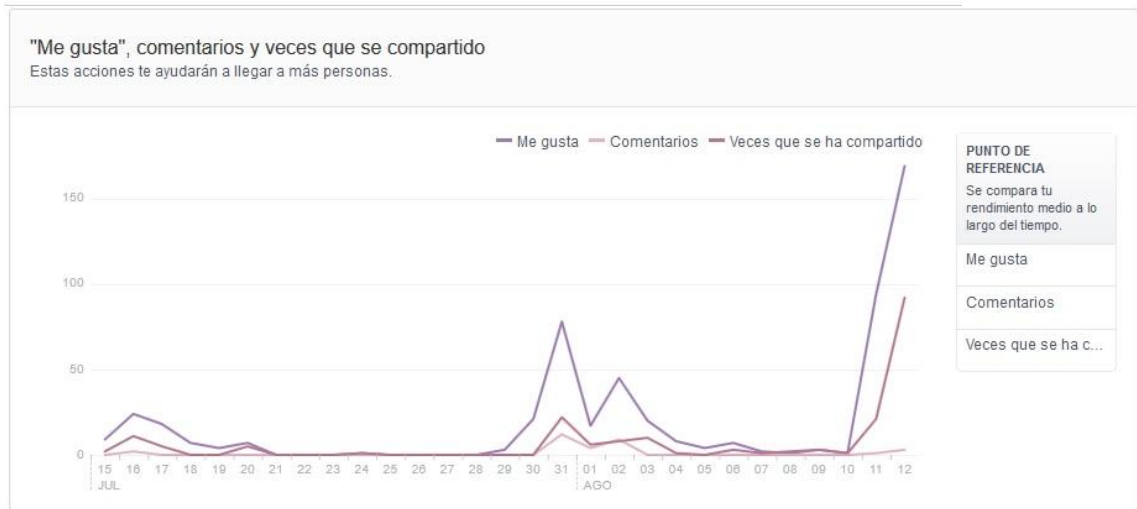 "Me gusta", comentarios y veces que se compartido
Estas acciones te ayudarán a llegar a más personas.
Me gusta Comentarios Veces que se ha compartido
150
100
50
0
15 16 17 18 19 20 21 22 23 24 25 26 27 28 29 30 31 01 02 03 04 05 06 07 08 09 10 11 12
JUL AGO
PUNTO DE
REFERENCIA
Se compara tu
rendimiento medio a lo
largo del tiempo.
Me gusta
Comentarios
Veces que se ha c...